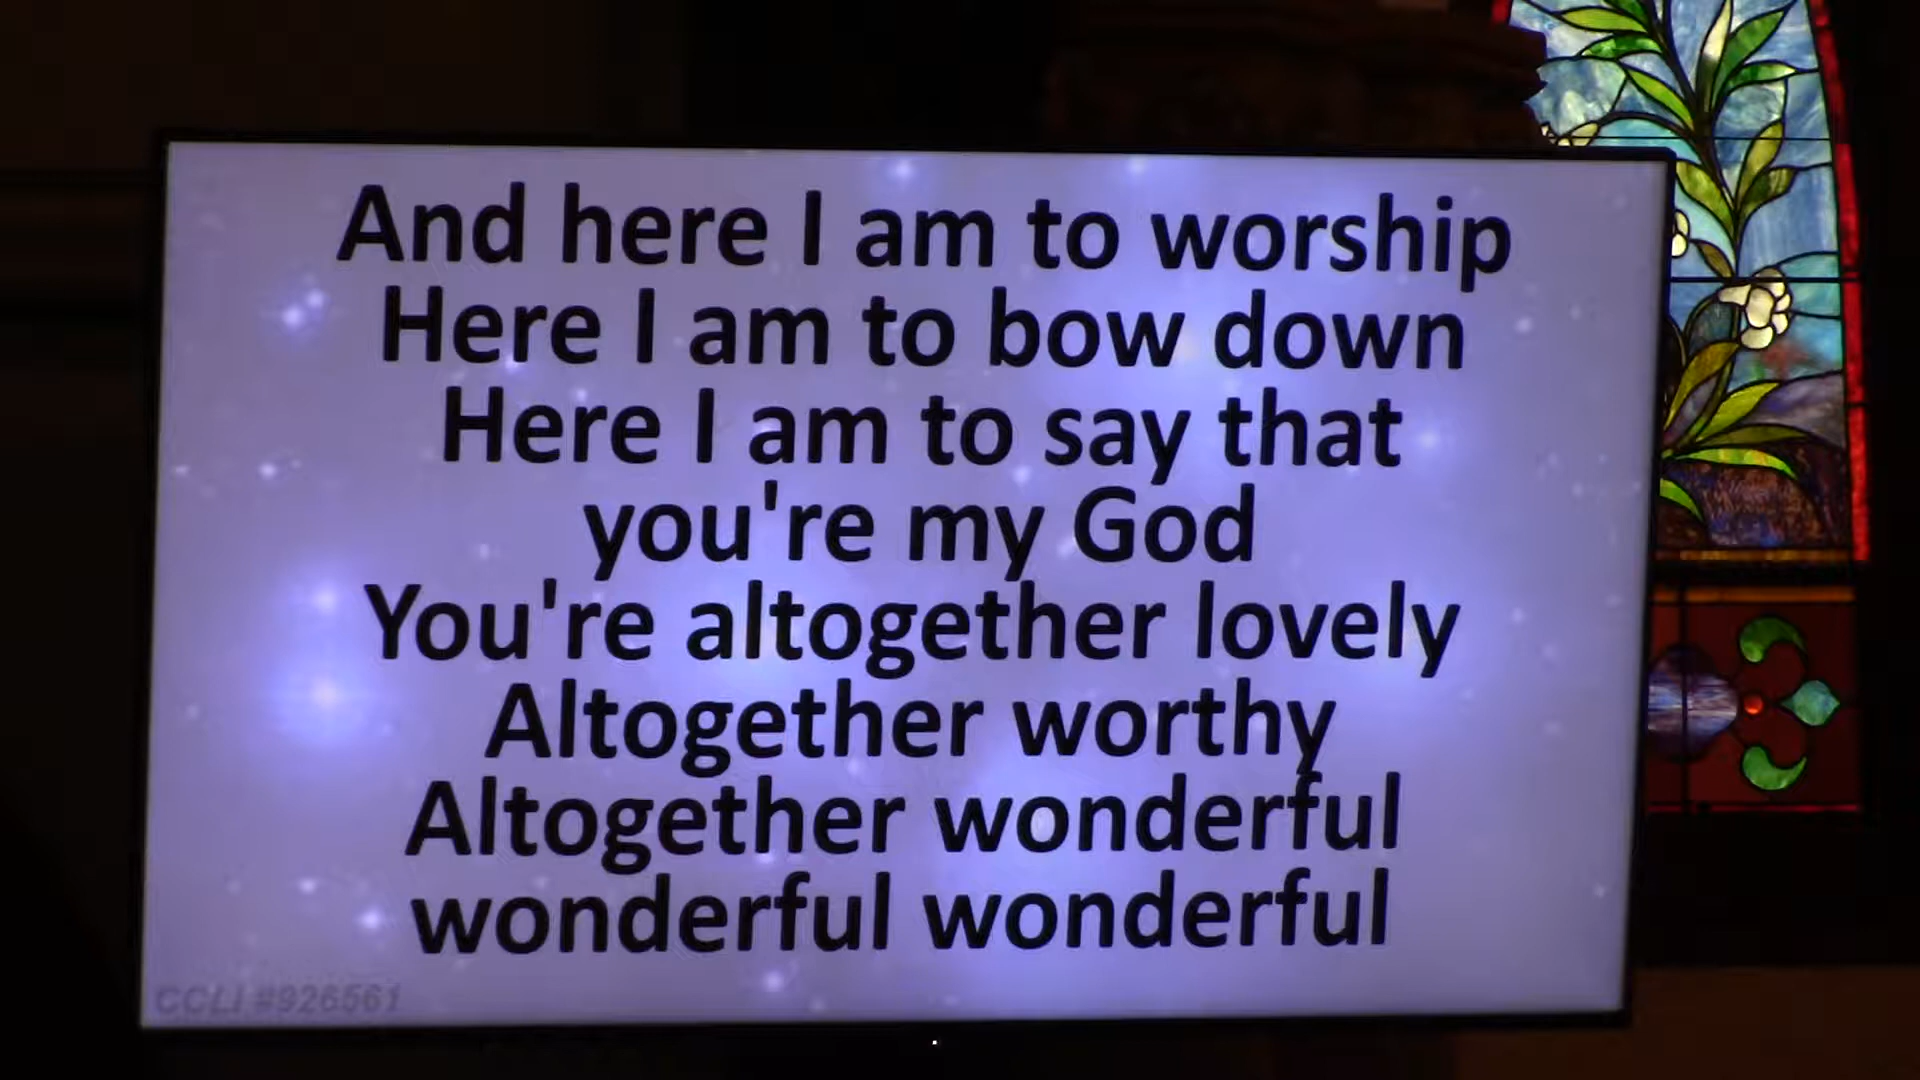 And here I am to worship
Here I am to bow down
Here I am to say that
you're my God
You're altogether lovely
Altogether worthy
Altogether wonderful
wonderful wonderful
CCLI #926561